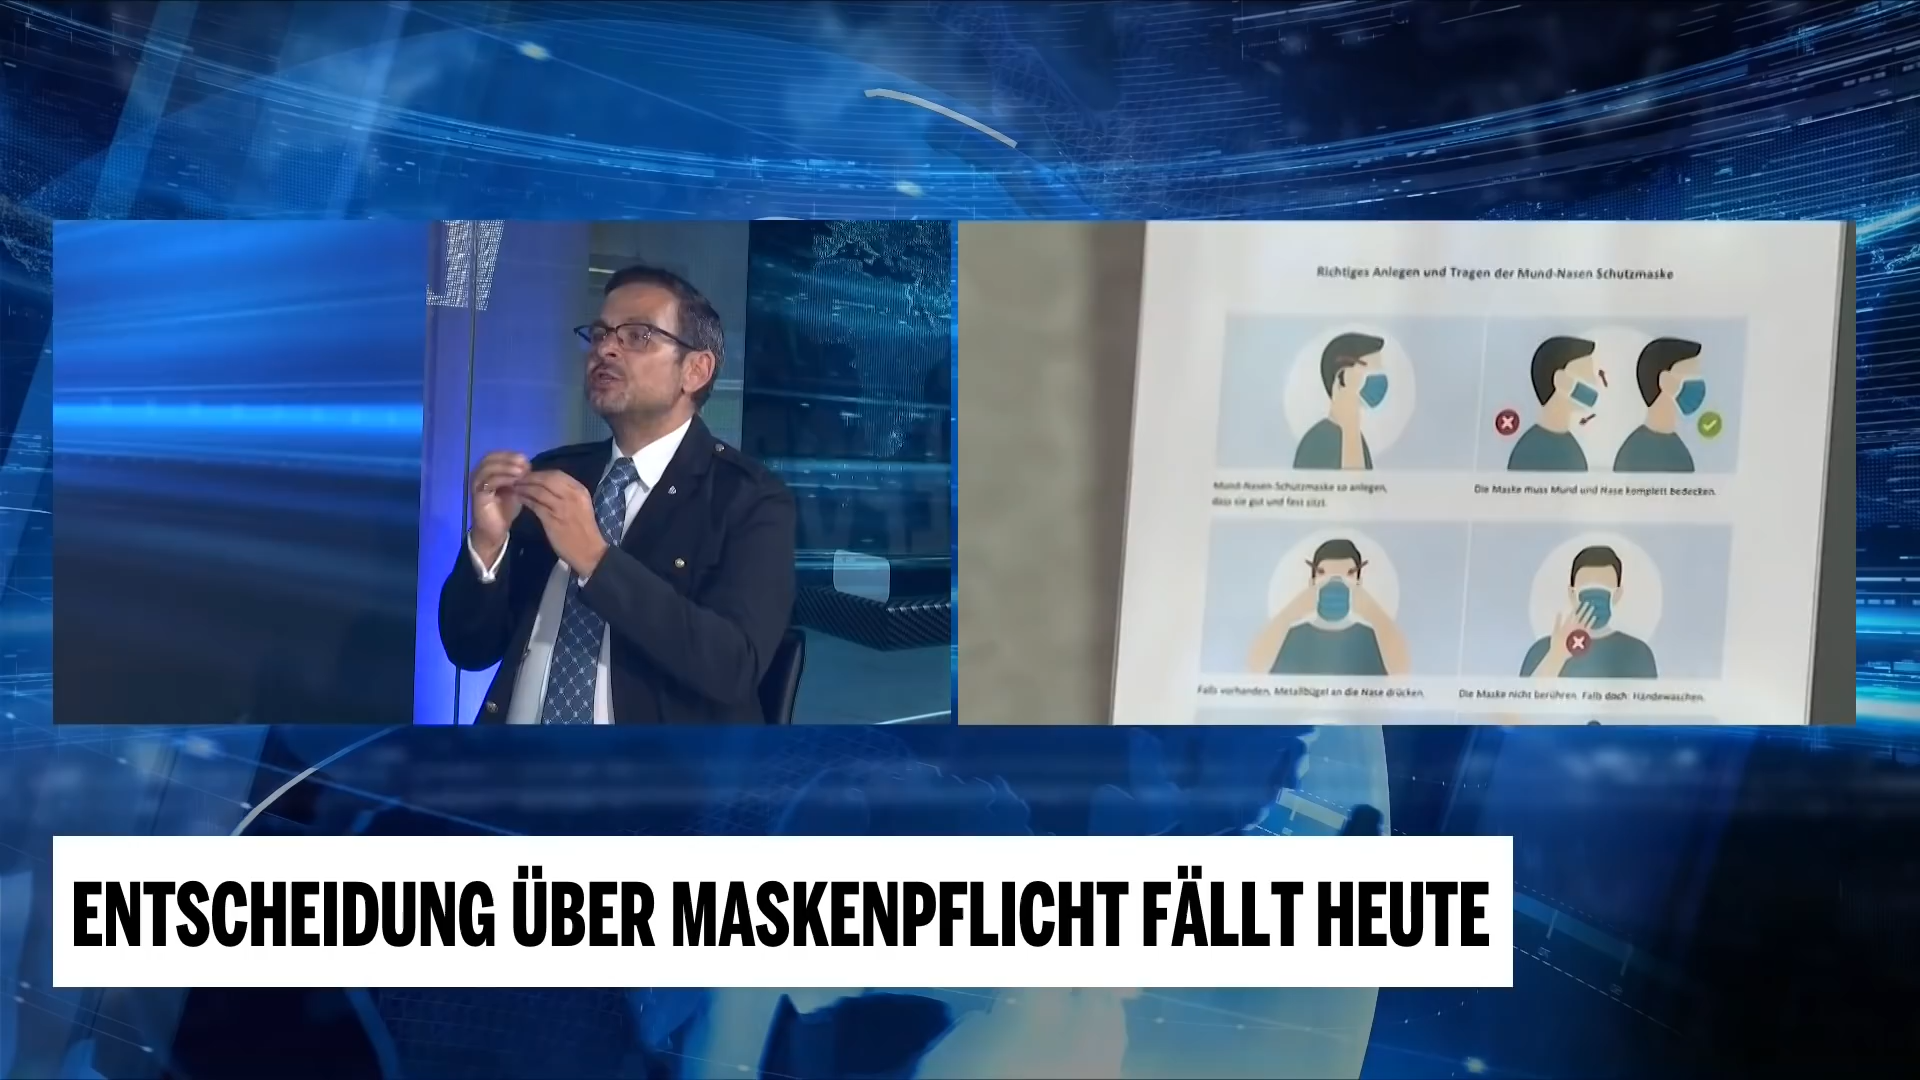 Richtiges Anlegen und Tragen der Mund-Nasen Schutzmaske
Mund-Nasen-Schutzmaske so anlegen,
dass sie gut und fest sitzt.
Die Maske muss Mund und Nase komplett bedecken.
Falls vorhanden, Metallbügel an die Nase drücken.
Die Maske nicht berühren. Falls doch: Händewaschen.
ENTSCHEIDUNG ÜBER MASKENPFLICHT FÄLLT HEUTE